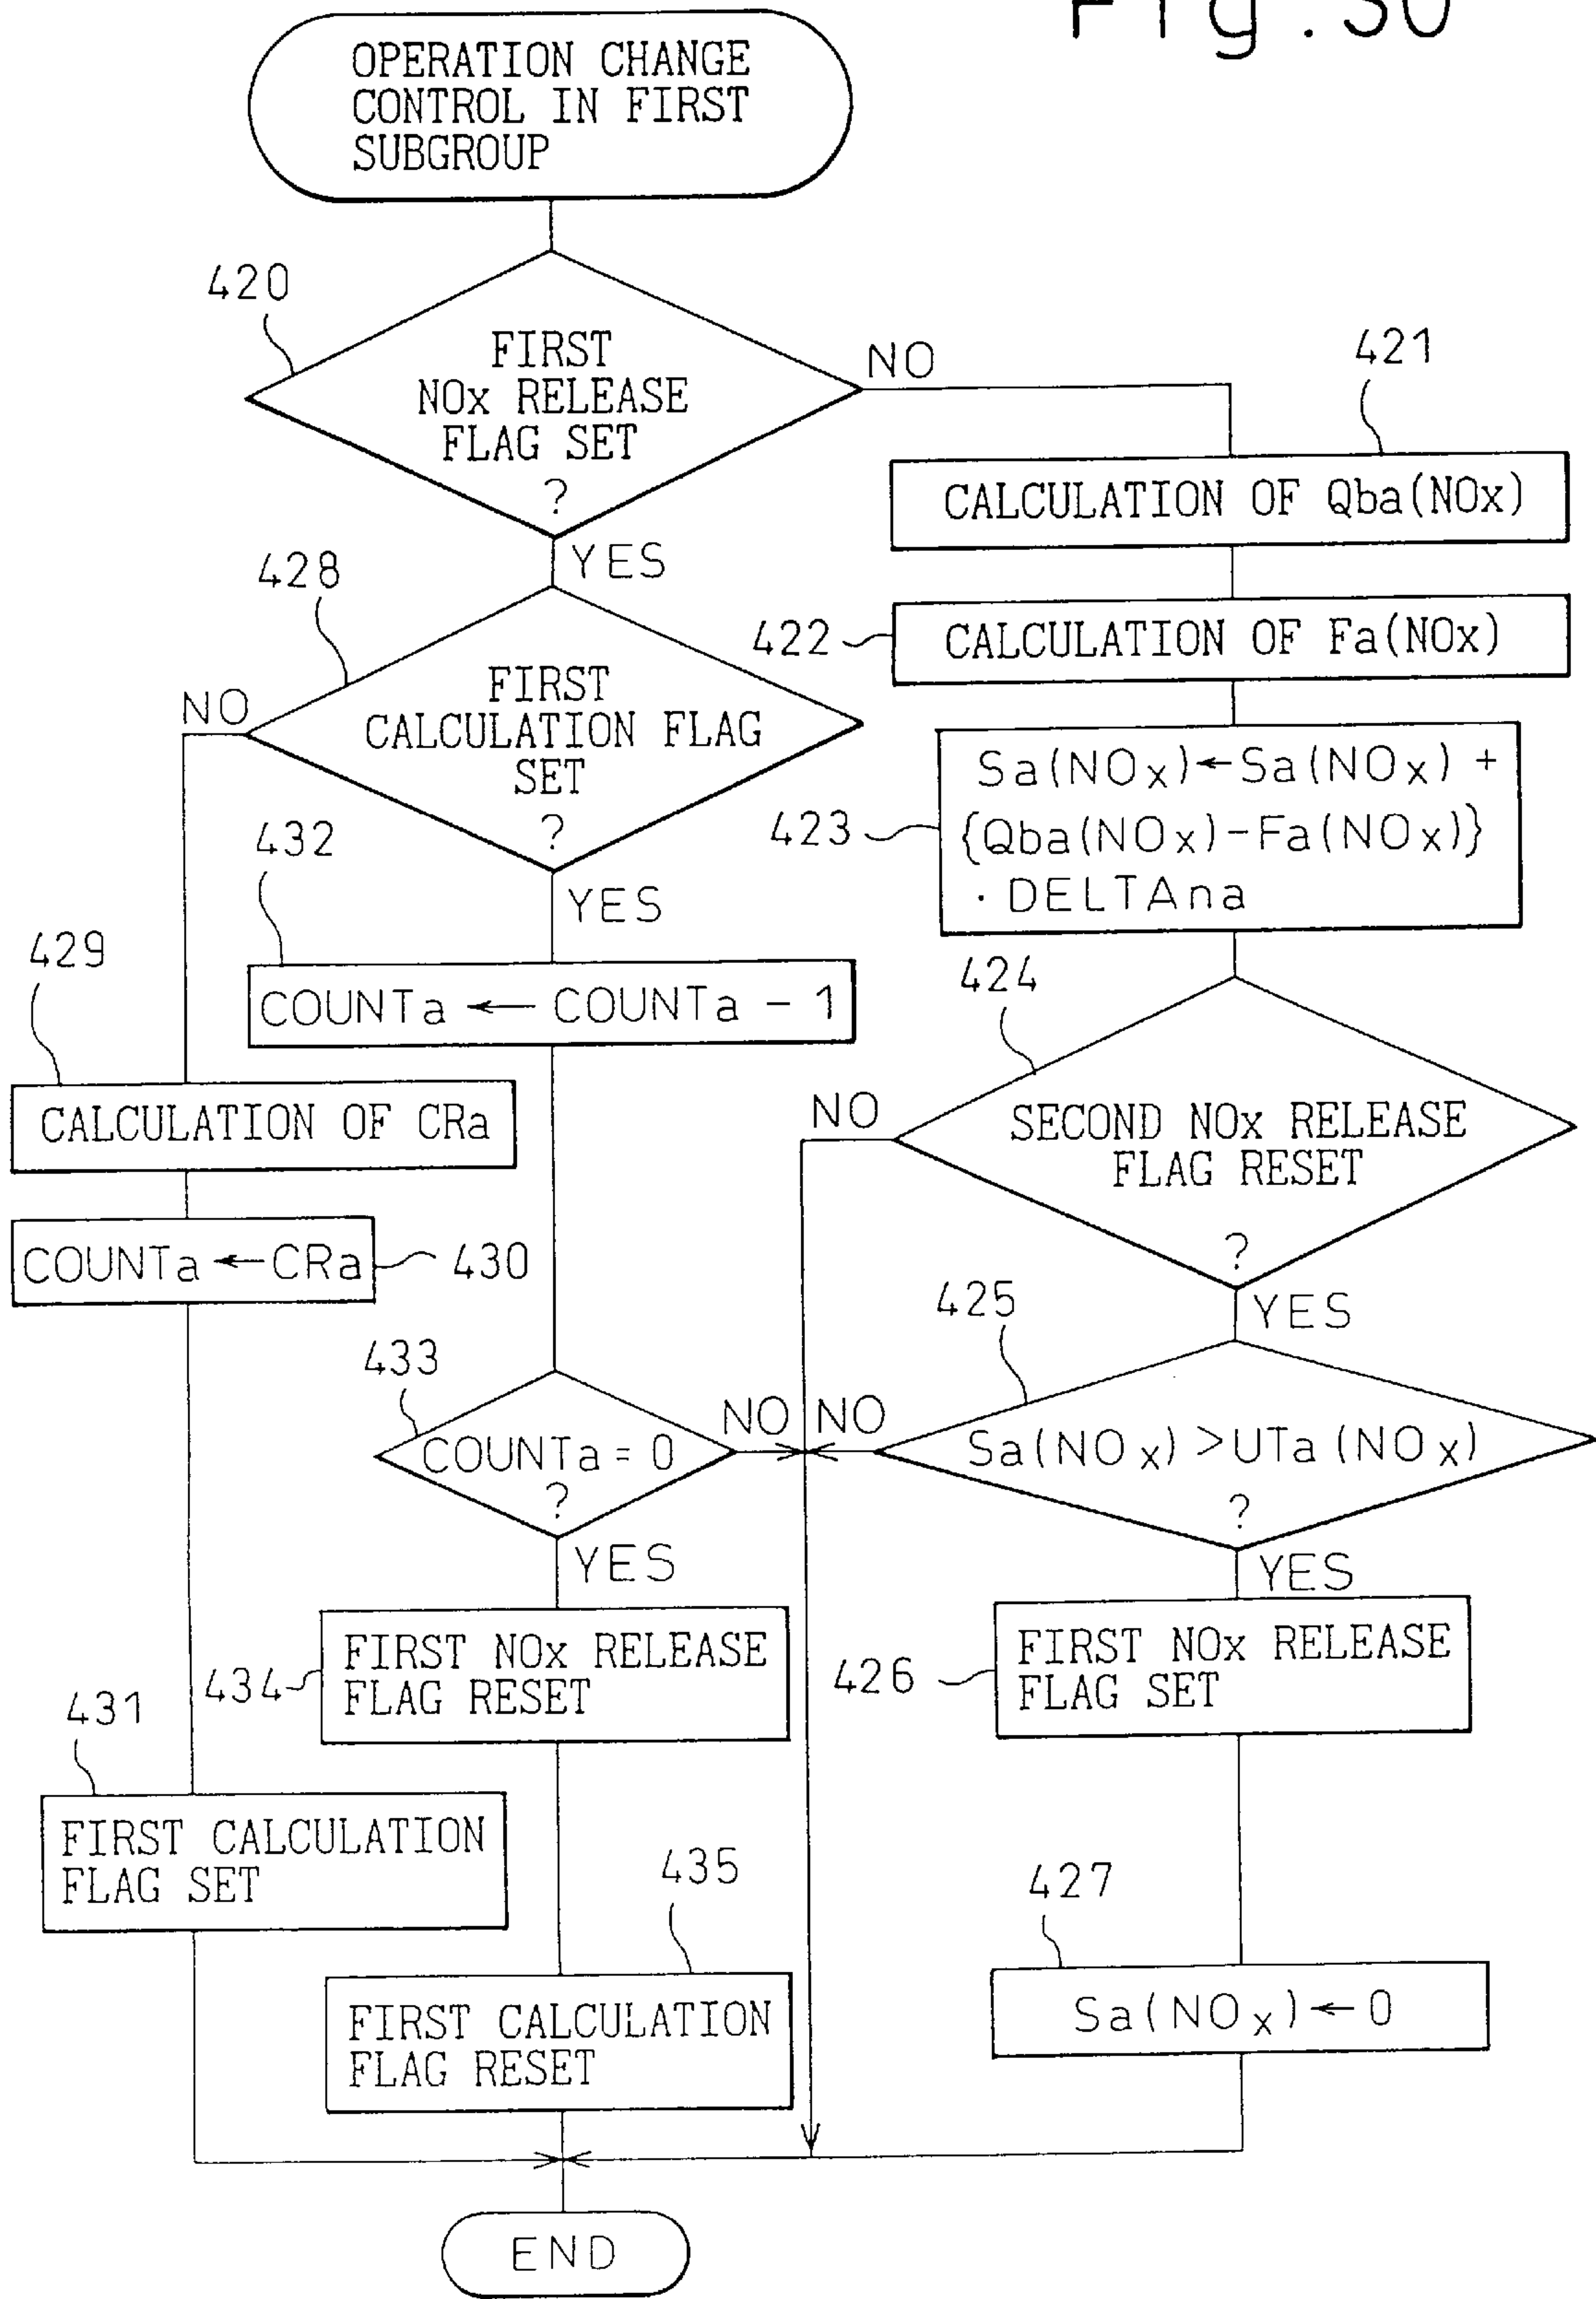 Fig.30
OPERATION CHANGE
CONTROL IN FIRST
SUBGROUP
420
FIRST
NOx RELEASE
FLAG SET
?
NO
YES
421
CALCULATION OF Qba(NOx)
422
CALCULATION OF Fa(NOx)
423
Sa(NOx)←Sa(NOx) +
{Qba(NOx)-Fa(NOx)}
· DELTAna
428
FIRST
CALCULATION FLAG
SET
?
NO
YES
432
COUNTa ← COUNTa - 1
429
CALCULATION OF CRa
COUNTa ← CRa
430
424
SECOND NOx RELEASE
FLAG RESET
?
NO
YES
433
COUNTa = 0
?
NO
YES
425
Sa(NOx) > UTa (NOx)
?
NO
YES
434
FIRST NOx RELEASE
FLAG RESET
426
FIRST NOx RELEASE
FLAG SET
431
FIRST CALCULATION
FLAG SET
435
FIRST CALCULATION
FLAG RESET
427
Sa(NOx) ← 0
END